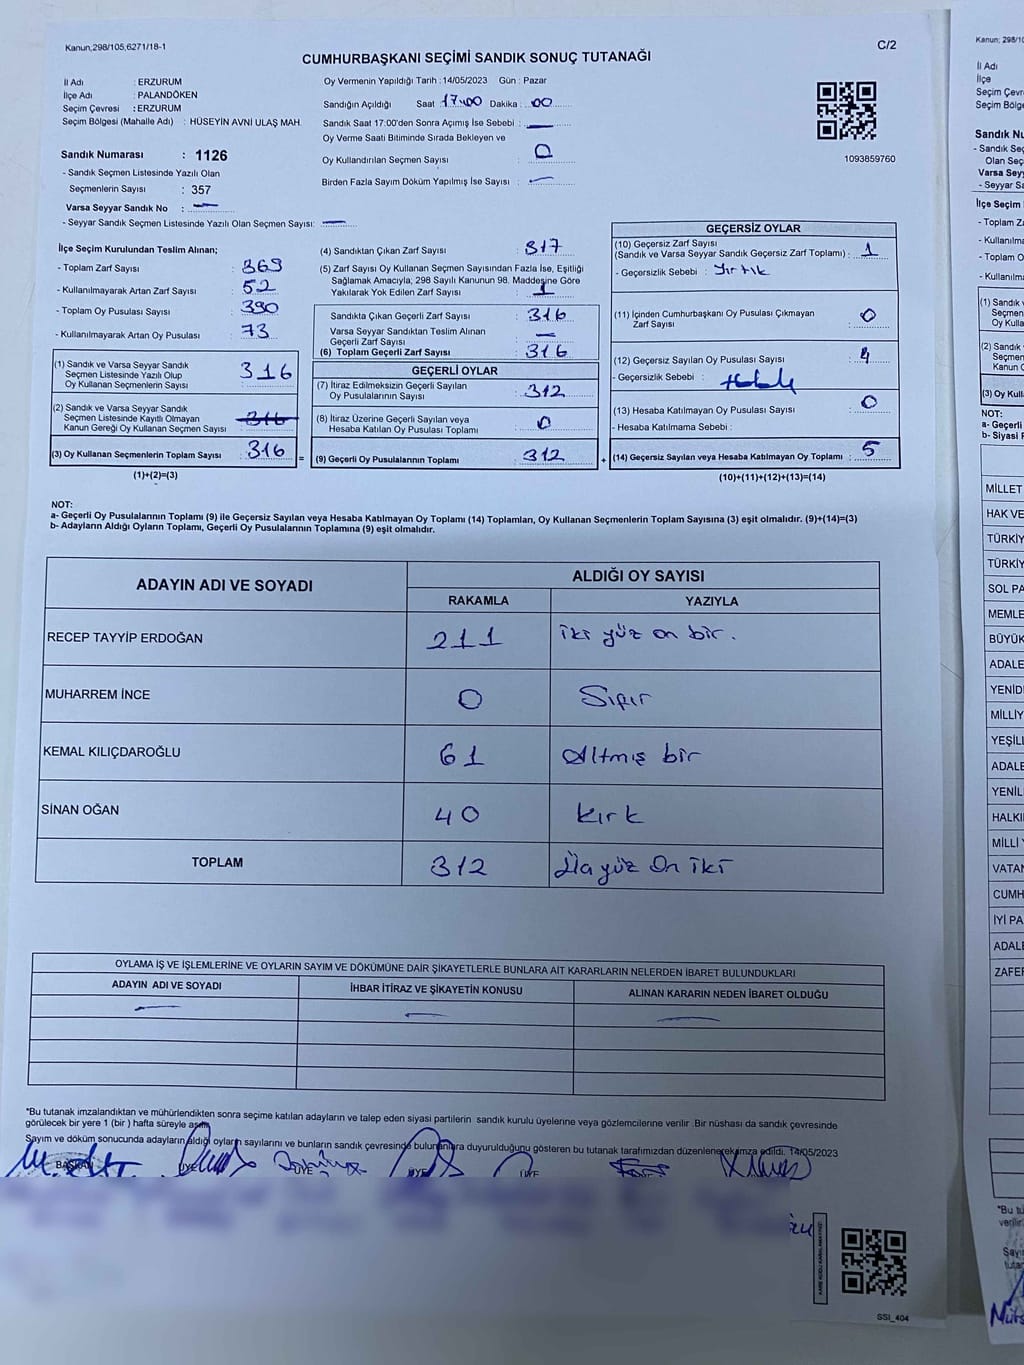 Kanun,298/105,6271/18-1
C/2
CUMHURBAŞKANI SEÇİMİ SANDIK SONUÇ TUTANAĞI
İl Adı : ERZURUM
İlçe Adı : PALANDÖKEN
Seçim Çevresi : ERZURUM
Seçim Bölgesi (Mahalle Adı) : HÜSEYİN AVNİ ULAŞ MAH.
Oy Vermenin Yapıldığı Tarih :14/05/2023 Gün : Pazar
Sandığın Açıldığı Saat 17:00 Dakika : 00
Sandık Saat 17:00'den Sonra Açımış İse Sebebi : —
Oy Verme Saati Bitiminde Sırada Bekleyen ve
Oy Kullandırılan Seçmen Sayısı : 0
Birden Fazla Sayım Döküm Yapılmış İse Sayısı : —
1093859760
Sandık Numarası : 1126
- Sandık Seçmen Listesinde Yazılı Olan
Seçmenlerin Sayısı : 357
Varsa Seyyar Sandık No : —
- Seyyar Sandık Seçmen Listesinde Yazılı Olan Seçmen Sayısı: —
İlçe Seçim Kurulundan Teslim Alınan;
- Toplam Zarf Sayısı : 369
- Kullanılmayarak Artan Zarf Sayısı : 52
- Toplam Oy Pusulası Sayısı : 390
- Kullanılmayarak Artan Oy Pusulası : 73
(1) Sandık ve Varsa Seyyar Sandık
Seçmen Listesinde Yazılı Olup
Oy Kullanan Seçmenlerin Sayısı : 316
(2) Sandık ve Varsa Seyyar Sandık
Seçmen Listesinde Kayıtlı Olmayan
Kanun Gereği Oy Kullanan Seçmen Sayısı : 316
(3) Oy Kullanan Seçmenlerin Toplam Sayısı : 316
(1)+(2)=(3)
(4) Sandıktan Çıkan Zarf Sayısı : 317
(5) Zarf Sayısı Oy Kullanan Seçmen Sayısından Fazla İse, Eşitliği
Sağlamak Amacıyla, 298 Sayılı Kanunun 98. Maddesine Göre
Yakılarak Yok Edilen Zarf Sayısı : 1
Sandıkta Çıkan Geçerli Zarf Sayısı : 316
Varsa Seyyar Sandıktan Teslim Alınan
Geçerli Zarf Sayısı : —
(6) Toplam Geçerli Zarf Sayısı : 316
GEÇERLİ OYLAR
(7) İtiraz Edilmeksizin Geçerli Sayılan
Oy Pusulalarının Sayısı : 312
(8) İtiraz Üzerine Geçerli Sayılan veya
Hesaba Katılan Oy Pusulası Toplamı : 0
(9) Geçerli Oy Pusulalarının Toplamı : 312
GEÇERSİZ OYLAR
(10) Geçersiz Zarf Sayısı
(Sandık ve Varsa Seyyar Sandık Geçersiz Zarf Toplamı) : 1
- Geçersizlik Sebebi : Yırtık
(11) İçinden Cumhurbaşkanı Oy Pusulası Çıkmayan
Zarf Sayısı : 0
(12) Geçersiz Sayılan Oy Pusulası Sayısı : 4
- Geçersizlik Sebebi :
(13) Hesaba Katılmayan Oy Pusulası Sayısı : 0
- Hesaba Katılmama Sebebi :
(14) Geçersiz Sayılan veya Hesaba Katılmayan Oy Toplamı : 5
(10)+(11)+(12)+(13)=(14)
NOT:
a- Geçerli Oy Pusulalarının Toplamı (9) ile Geçersiz Sayılan veya Hesaba Katılmayan Oy Toplamı (14) Toplamları, Oy Kullanan Seçmenlerin Toplam Sayısına (3) eşit olmalıdır. (9)+(14)=(3)
b- Adayların Aldığı Oyların Toplamı, Geçerli Oy Pusulalarının Toplamına (9) eşit olmalıdır.
ADAYIN ADI VE SOYADI
ALDIĞI OY SAYISI
RAKAMLA YAZIYLA
RECEP TAYYİP ERDOĞAN 211 iki yüz on bir.
MUHARREM İNCE 0 Sıfır
KEMAL KILIÇDAROĞLU 61 Altmış bir
SİNAN OĞAN 40 kırk
TOPLAM 312 Üç yüz On iki
OYLAMA İŞ VE İŞLEMLERİNE VE OYLARIN SAYIM VE DÖKÜMÜNE DAİR ŞİKAYETLERLE BUNLARA AİT KARARLARIN NELERDEN İBARET BULUNDUKLARI
ADAYIN ADI VE SOYADI İHBAR İTİRAZ VE ŞİKAYETİN KONUSU ALINAN KARARIN NEDEN İBARET OLDUĞU
— — —
*Bu tutanak imzalandıktan ve mühürlendikten sonra seçime katılan adayların ve talep eden siyasi partilerin sandık kurulu üyelerine veya gözlemcilerine verilir .Bir nüshası da sandık çevresinde
görülecek bir yere 1 (bir ) hafta süreyle asılır.
Sayım ve döküm sonucunda adayların aldığı oyların sayılarını ve bunların sandık çevresinde bulunanlara duyurulduğunu gösteren bu tutanak tarafımızdan düzenlenerek imza edildi. 14/05/2023
BAŞKAN ÜYE ÜYE ÜYE ÜYE
SSİ_404
Kanun; 298/10
İl Adı
İlçe
Seçim Çevre
Seçim Bölge
Sandık Nu
- Sandık Seç
Olan Seç
Varsa Seyy
- Seyyar Sa
İlçe Seçim
- Toplam Za
- Kullanılma
- Toplam O
- Kullanılma
(1) Sandık
(2) Sandık
Seçmen
Kanun G
(3) Oy Kull
NOT:
a- Geçerli
b- Siyasi P
MİLLET
HAK VE
TÜRKİY
TÜRKİY
SOL PA
MEMLE
BÜYÜK
ADALE
YENİD
MİLLİY
YEŞİLL
ADALE
YENİL
HALKI
MİLLİ Y
VATAN
CUMH
İYİ PA
ADALE
ZAFER
*Bu tu
verilir.
Sayı
tutan